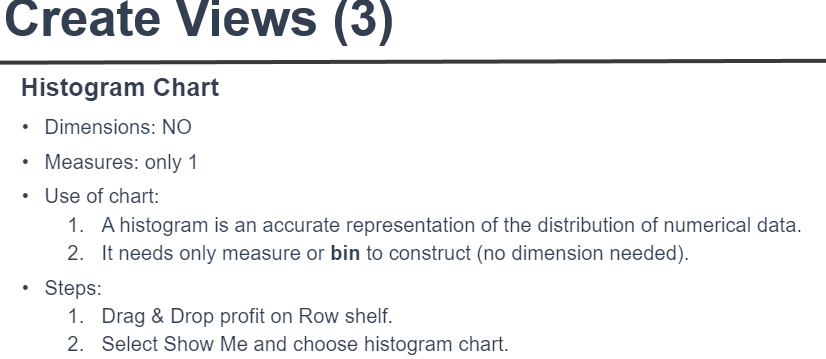 Create Views (3)
Histogram Chart
• Dimensions: NO
• Measures: only 1
• Use of chart:
1. A histogram is an accurate representation of the distribution of numerical data.
2. It needs only measure or bin to construct (no dimension needed).
• Steps:
1. Drag & Drop profit on Row shelf.
2. Select Show Me and choose histogram chart.